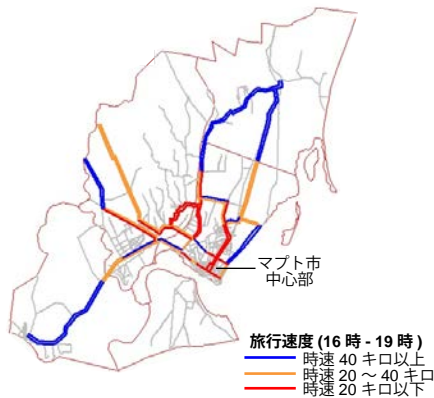 マプト市
中心部
旅行速度 (16 時 - 19 時 )
時速 40 キロ以上
時速 20 ~ 40 キロ
時速 20 キロ以下